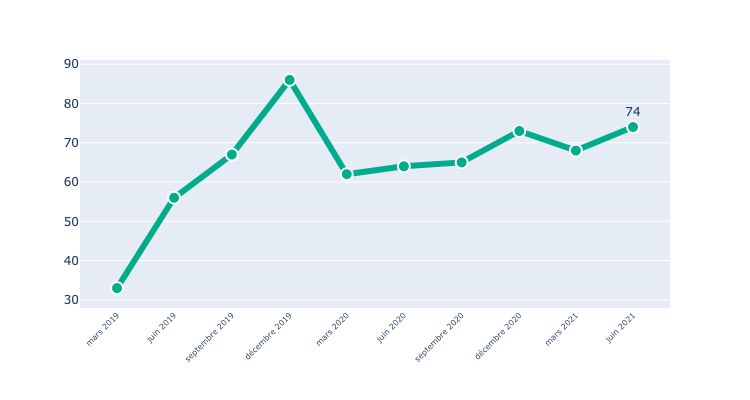 90
80
74
70
60
50
40
30
mars 2019
juin 2019
septembre 2019
décembre 2019
mars 2020
juin 2020
septembre 2020
décembre 2020
mars 2021
juin 2021